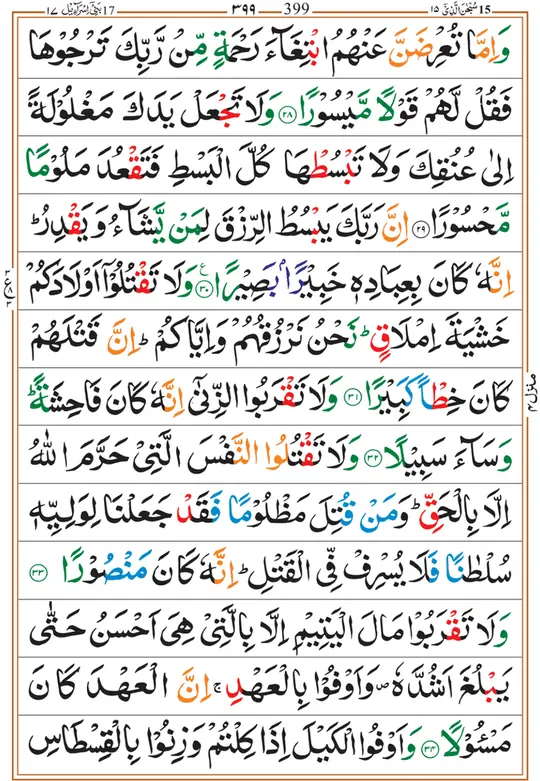 15 سُبْحٰنَ الَّذِيْٓ ١٥ ٣٩٩ 399 17 بَنِيْٓ اِسْرَآءِيْل ١٧
وَاِمَّا تُعْرِضَنَّ عَنْهُمُ ابْتِغَآءَ رَحْمَةٍ مِّنْ رَّبِّكَ تَرْجُوْهَا
فَقُلْ لَّهُمْ قَوْلًا مَّيْسُوْرًا ﴿٢٨﴾ وَلَا تَجْعَلْ يَدَكَ مَغْلُوْلَةً
اِلٰى عُنُقِكَ وَلَا تَبْسُطْهَا كُلَّ الْبَسْطِ فَتَقْعُدَ مَلُوْمًا
مَّحْسُوْرًا ﴿٢٩﴾ اِنَّ رَبَّكَ يَبْسُطُ الرِّزْقَ لِمَنْ يَّشَآءُ وَيَقْدِرُ ؕ
اِنَّهٗ كَانَ بِعِبَادِهٖ خَبِيْرًۢا بَصِيْرًا ﴿٣٠﴾ ع وَلَا تَقْتُلُوْٓا اَوْلَادَكُمْ
خَشْيَةَ اِمْلَاقٍ ؕ نَحْنُ نَرْزُقُهُمْ وَاِيَّاكُمْ ؕ اِنَّ قَتْلَهُمْ
كَانَ خِطْاً كَبِيْرًا ﴿٣١﴾ وَلَا تَقْرَبُوا الزِّنٰٓى اِنَّهٗ كَانَ فَاحِشَةً ؕ
وَسَآءَ سَبِيْلًا ﴿٣٢﴾ وَلَا تَقْتُلُوا النَّفْسَ الَّتِيْ حَرَّمَ اللّٰهُ
اِلَّا بِالْحَقِّ ؕ وَمَنْ قُتِلَ مَظْلُوْمًا فَقَدْ جَعَلْنَا لِوَلِيِّهٖ
سُلْطٰنًا فَلَا يُسْرِفْ فِّى الْقَتْلِ ؕ اِنَّهٗ كَانَ مَنْصُوْرًا ﴿٣٣﴾
وَلَا تَقْرَبُوْا مَالَ الْيَتِيْمِ اِلَّا بِالَّتِيْ هِيَ اَحْسَنُ حَتّٰى
يَبْلُغَ اَشُدَّهٗ ۪ وَاَوْفُوْا بِالْعَهْدِ ۚ اِنَّ الْعَهْدَ كَانَ
مَسْـُٔوْلًا ﴿٣٤﴾ وَاَوْفُوا الْكَيْلَ اِذَا كِلْتُمْ وَزِنُوْا بِالْقِسْطَاسِ
منزل ٤